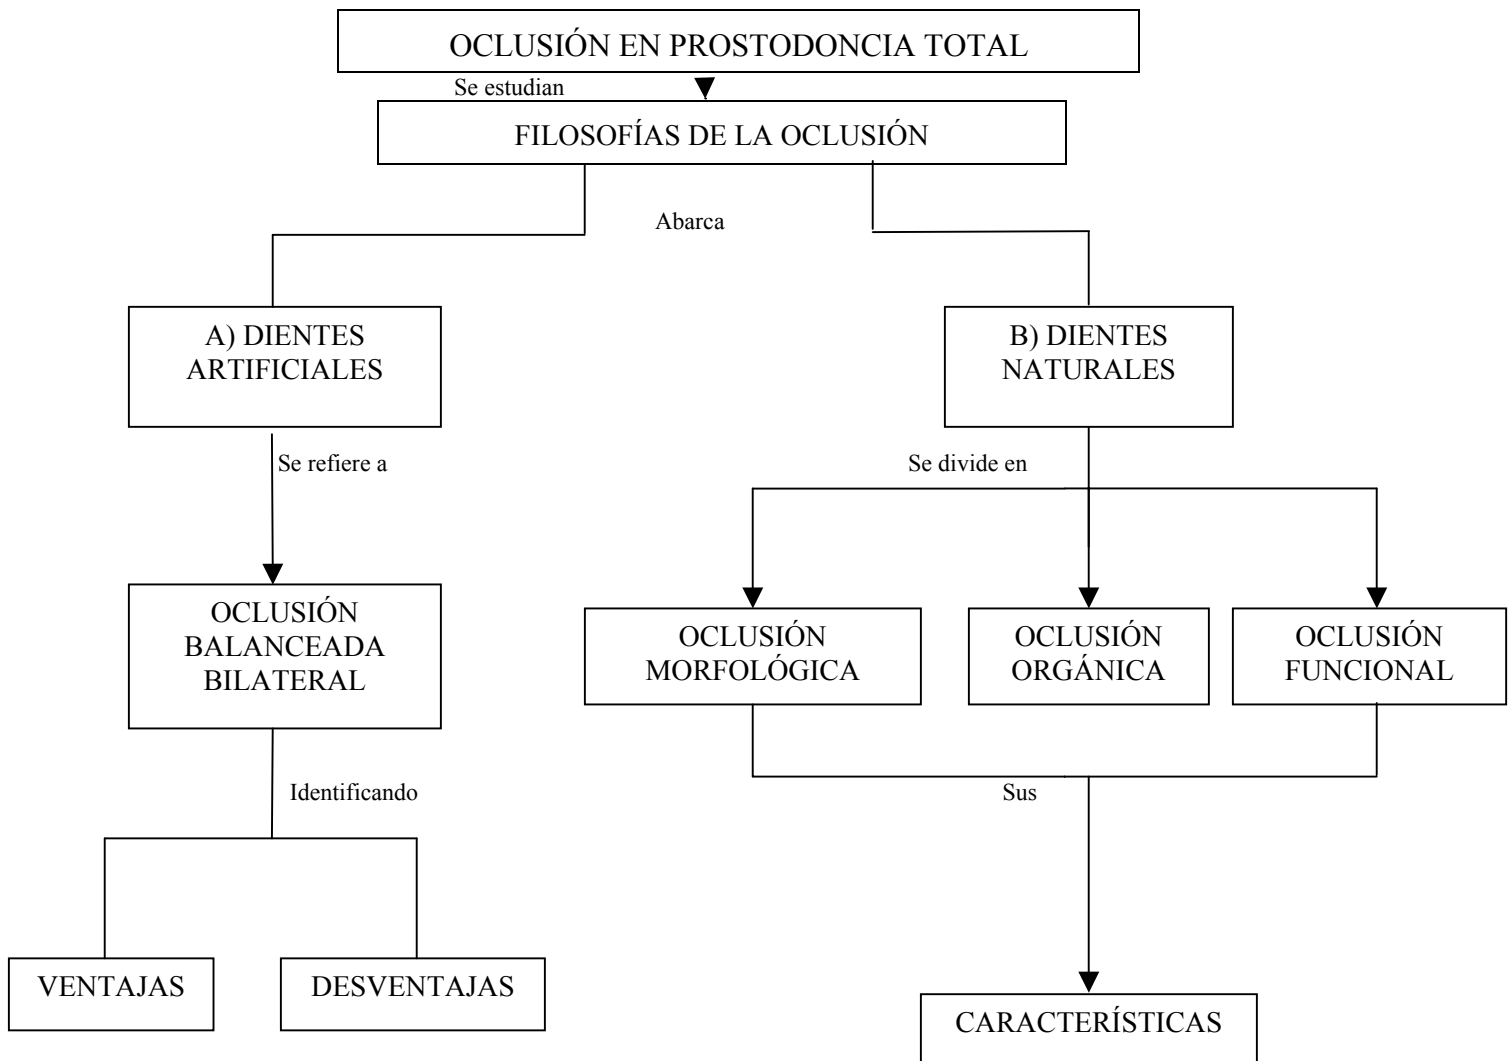 OCLUSIÓN EN PROSTODONCIA TOTAL
Se estudian
FILOSOFÍAS DE LA OCLUSIÓN
Abarca
A) DIENTES
ARTIFICIALES
B) DIENTES
NATURALES
Se refiere a
Se divide en
OCLUSIÓN
BALANCEADA
BILATERAL
OCLUSIÓN
MORFOLÓGICA
OCLUSIÓN
ORGÁNICA
OCLUSIÓN
FUNCIONAL
Identificando
Sus
VENTAJAS
DESVENTAJAS
CARACTERÍSTICAS